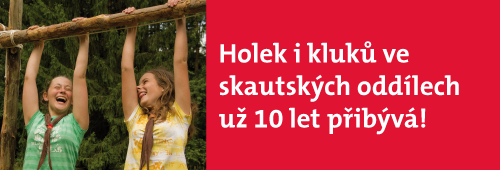 Holek i kluků ve
skautských oddílech
už 10 let přibývá!